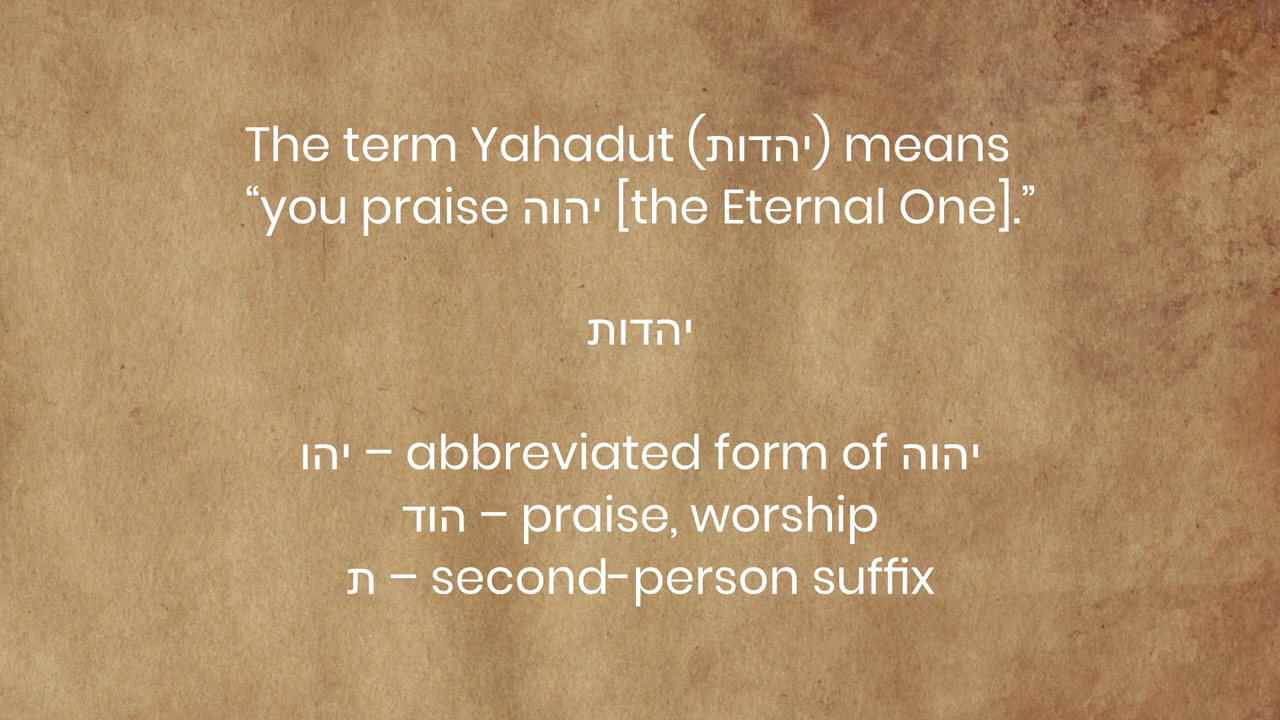 The term Yahadut (יהדות) means
“you praise יהוה [the Eternal One].”
יהדות
יהו – abbreviated form of יהוה
הוד – praise, worship
ת – second-person suffix